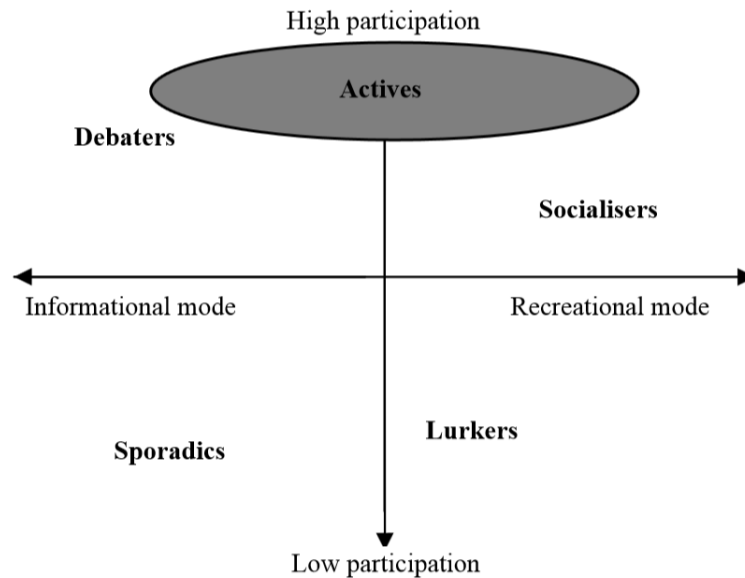 High participation
Actives
Debaters
Socialisers
Informational mode
Recreational mode
Lurkers
Sporadics
Low participation